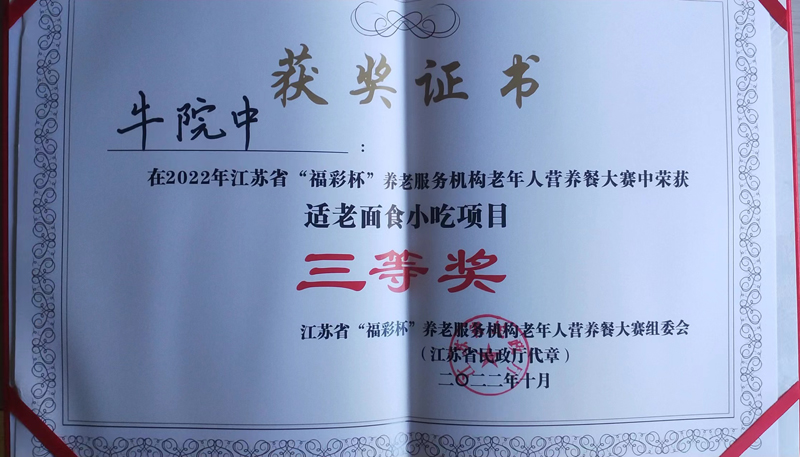 获奖证书
牛院中
：
在2022年江苏省“福彩杯”养老服务机构老年人营养餐大赛中荣获
适老面食小吃项目
三等奖
江苏省“福彩杯”养老服务机构老年人营养餐大赛组委会
（江苏省民政厅代章）
二〇二二年十月